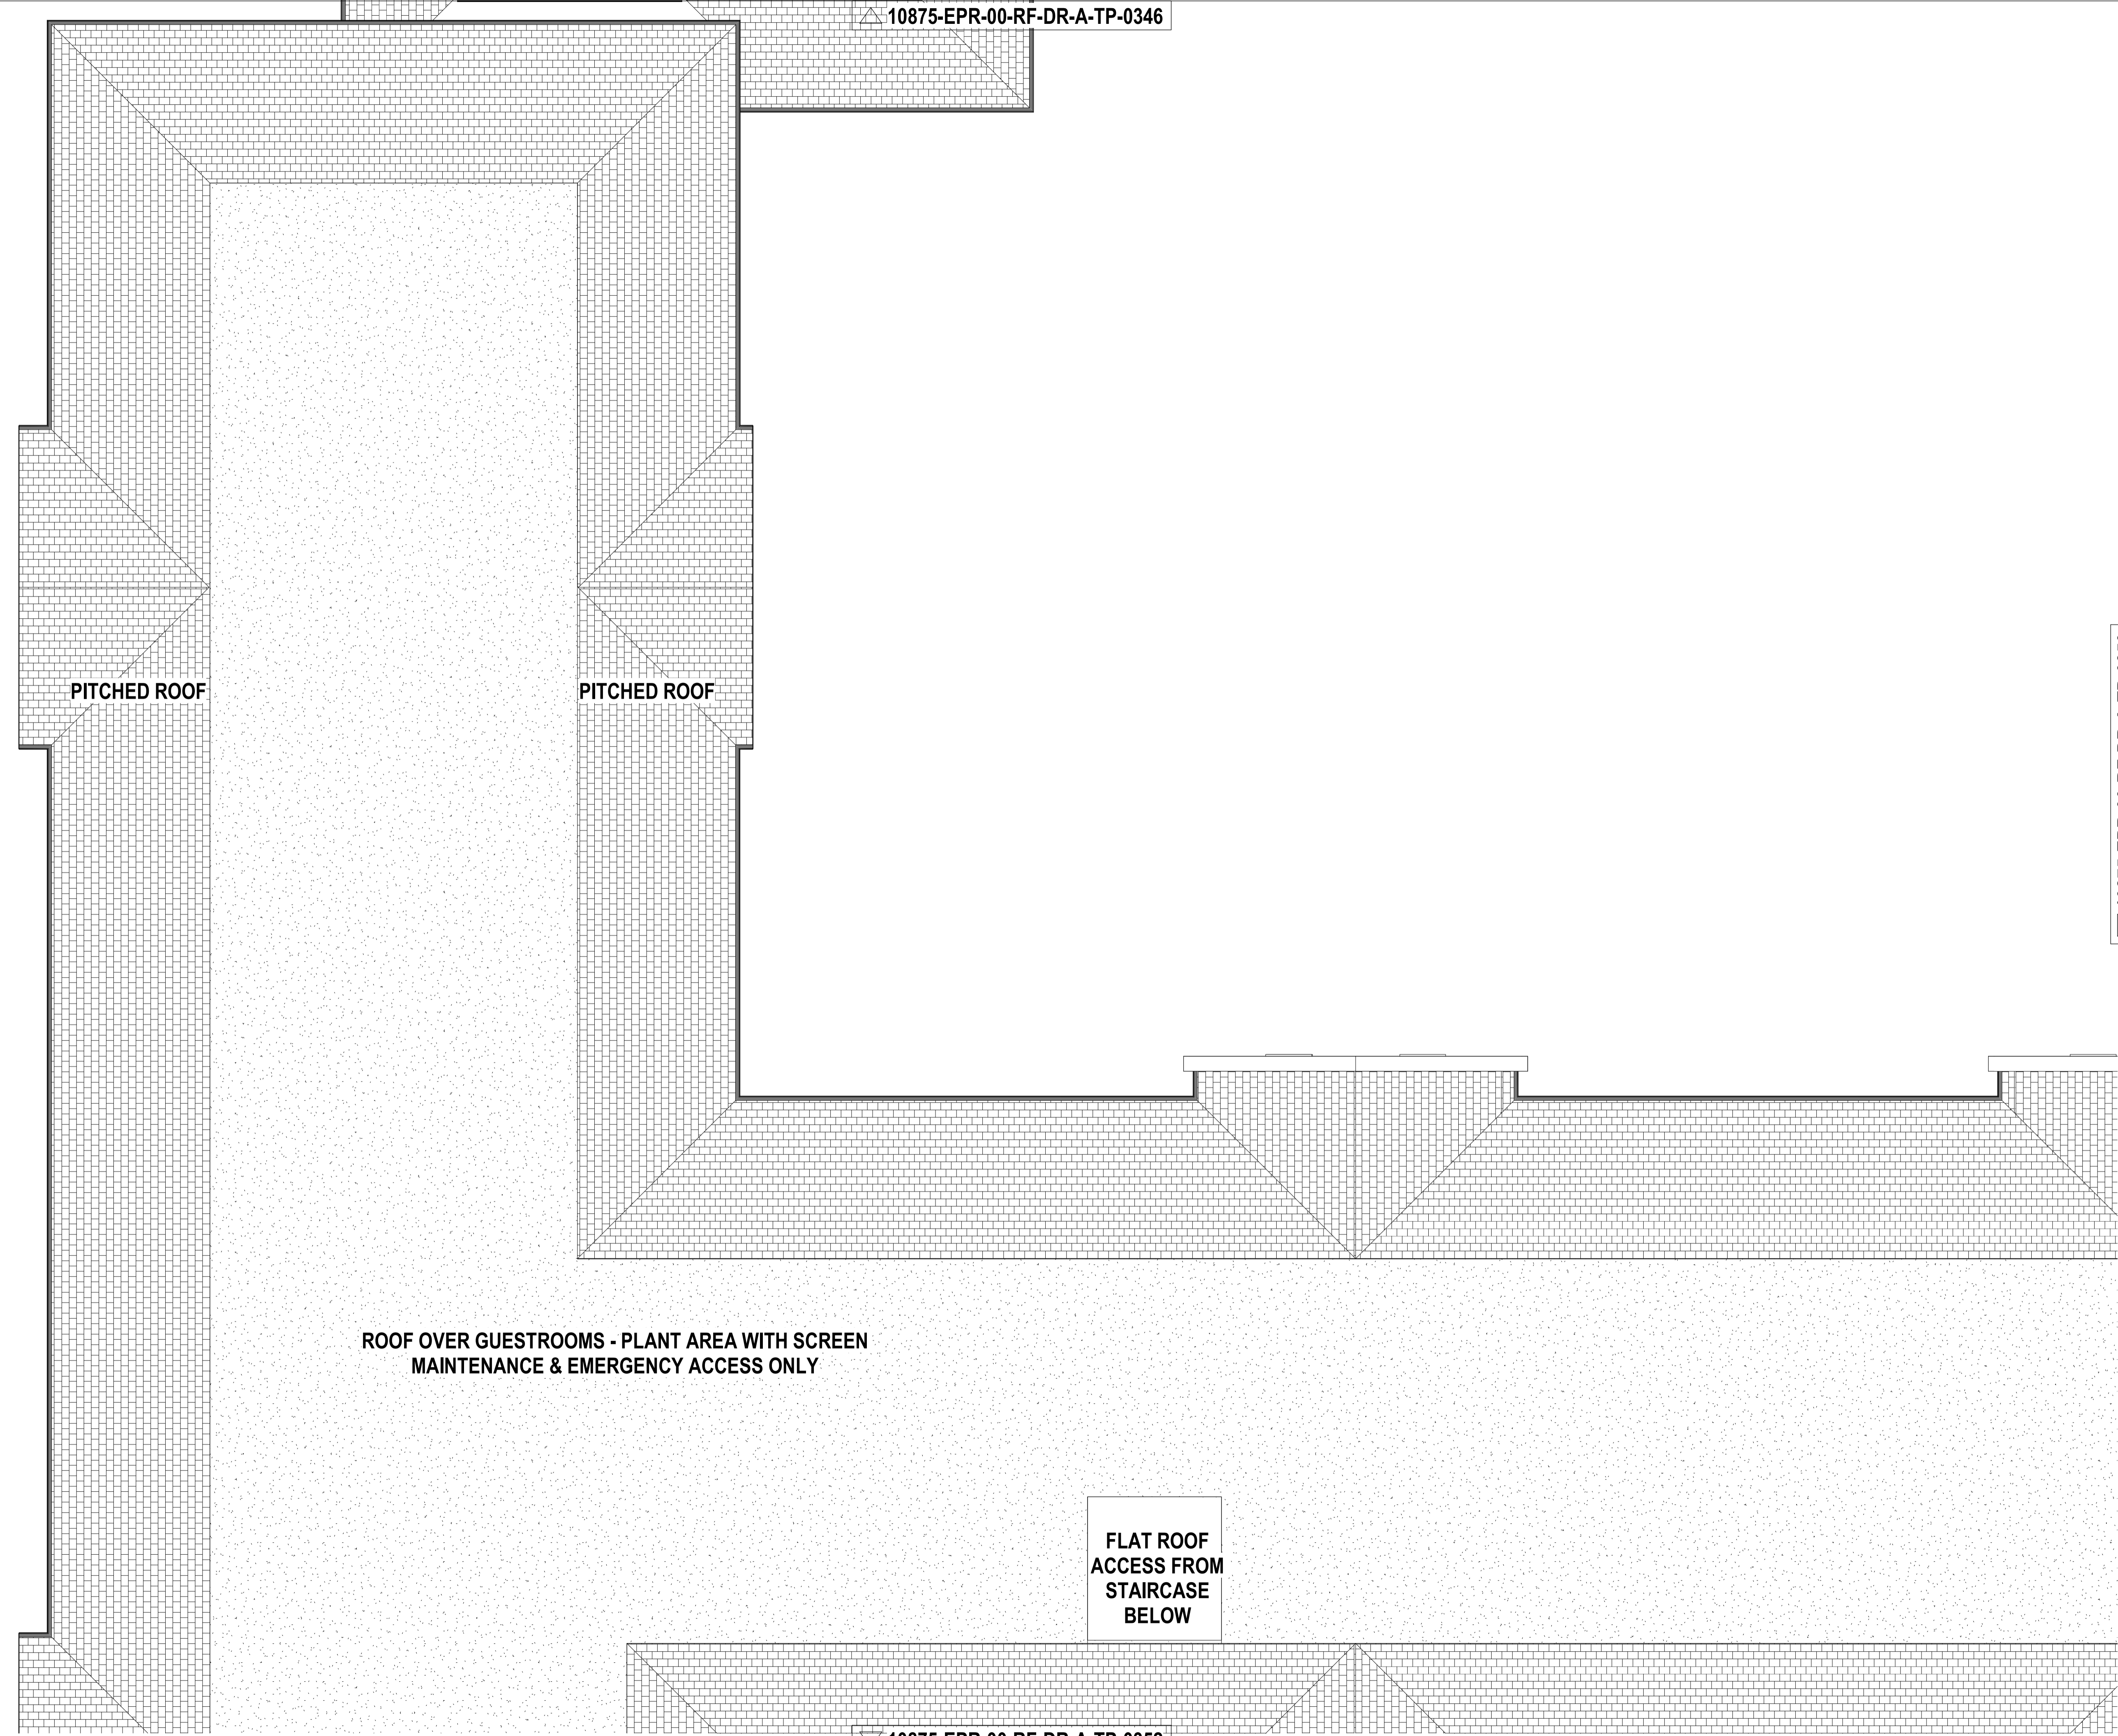 10875-EPR-00-RF-DR-A-TP-0346
PITCHED ROOF
PITCHED ROOF
ROOF OVER GUESTROOMS - PLANT AREA WITH SCREEN
MAINTENANCE & EMERGENCY ACCESS ONLY
FLAT ROOF
ACCESS FROM
STAIRCASE
BELOW